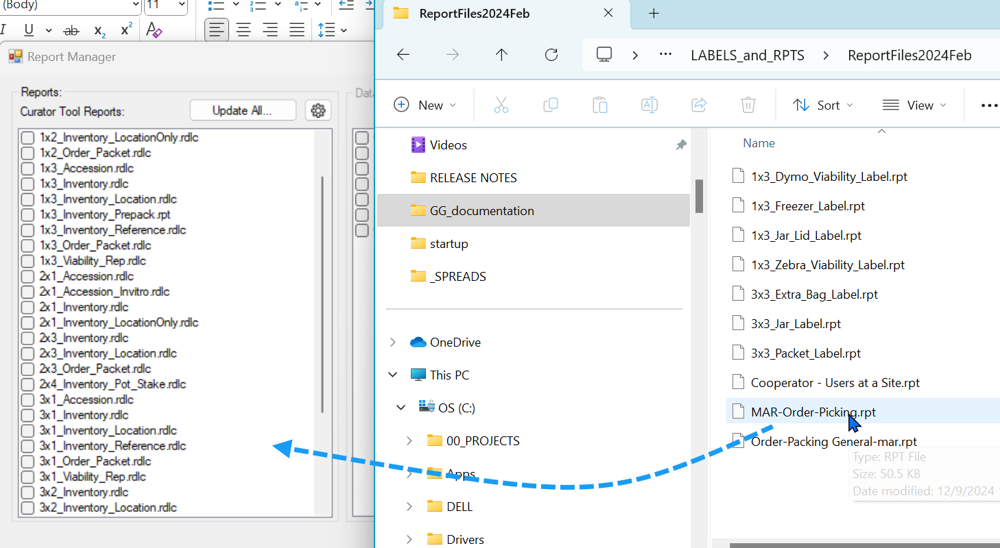 (Body)
11
I U ab x2 x2 A
Report Manager
Reports:
Curator Tool Reports:
Update All...
1x2_Inventory_LocationOnly.rdlc
1x2_Order_Packet.rdlc
1x3_Accession.rdlc
1x3_Inventory.rdlc
1x3_Inventory_Location.rdlc
1x3_Inventory_Prepack.rpt
1x3_Inventory_Reference.rdlc
1x3_Order_Packet.rdlc
1x3_Viability_Rep.rdlc
2x1_Accession.rdlc
2x1_Accession_Invitro.rdlc
2x1_Inventory.rdlc
2x1_Inventory_LocationOnly.rdlc
2x3_Inventory.rdlc
2x3_Inventory_Location.rdlc
2x3_Order_Packet.rdlc
2x4_Inventory_Pot_Stake.rdlc
3x1_Accession.rdlc
3x1_Inventory.rdlc
3x1_Inventory_Location.rdlc
3x1_Inventory_Reference.rdlc
3x1_Order_Packet.rdlc
3x1_Viability_Rep.rdlc
3x2_Inventory.rdlc
3x2_Inventory_Location.rdlc
Data
ReportFiles2024Feb
LABELS_and_RPTS > ReportFiles2024Feb
New
Sort
View
Videos
RELEASE NOTES
GG_documentation
startup
_SPREADS
OneDrive
This PC
OS (C:)
00_PROJECTS
Apps
DELL
Drivers
Name
1x3_Dymo_Viability_Label.rpt
1x3_Freezer_Label.rpt
1x3_Jar_Lid_Label.rpt
1x3_Zebra_Viability_Label.rpt
3x3_Extra_Bag_Label.rpt
3x3_Jar_Label.rpt
3x3_Packet_Label.rpt
Cooperator - Users at a Site.rpt
MAR-Order-Picking.rpt
Order-Packing General-mar.rpt
Type: RPT File
Size: 50.5 KB
Date modified: 12/9/2024